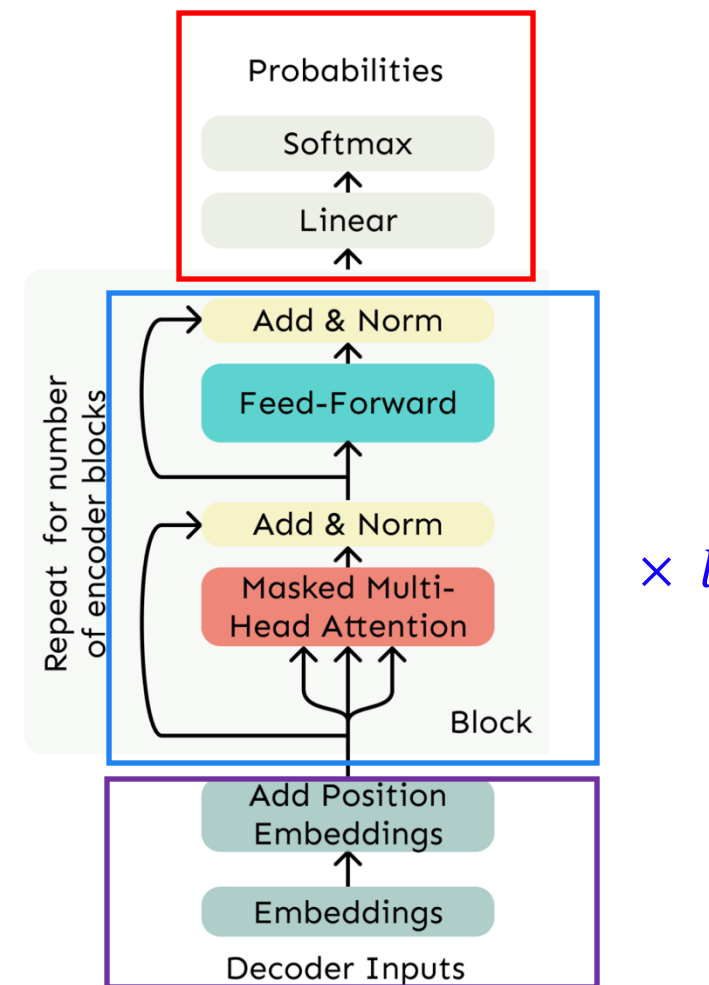 Probabilities
Softmax
Linear
Add & Norm
Feed-Forward
Repeat for number
of encoder blocks
Add & Norm
Masked Multi-
Head Attention
Block
Add Position
Embeddings
Embeddings
Decoder Inputs
×